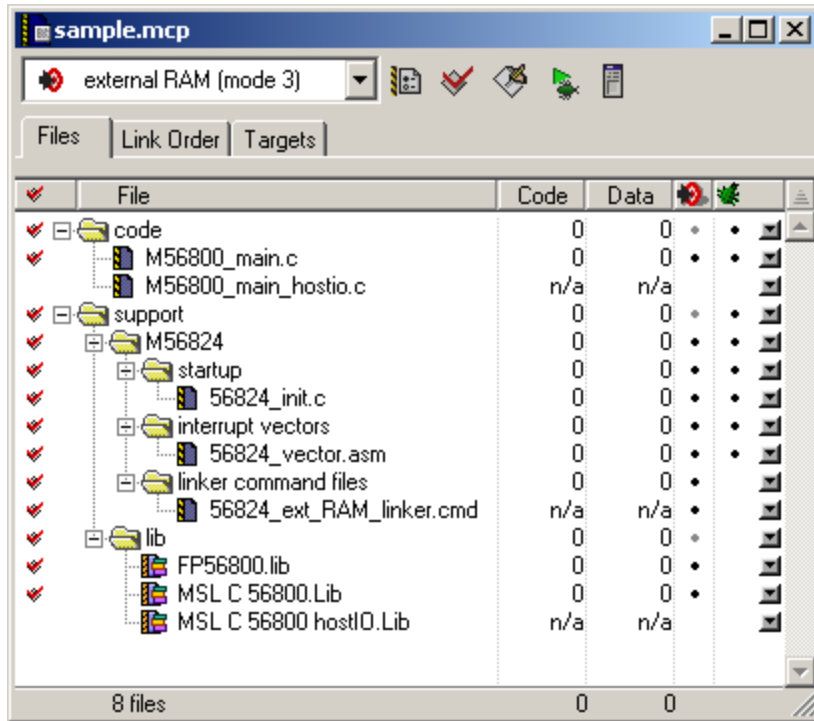 sample.mcp
external RAM (mode 3)
Files Link Order Targets
File Code Data
code 0 0
M56800_main.c 0 0
M56800_main_hostio.c n/a n/a
support 0 0
M56824 0 0
startup 0 0
56824_init.c 0 0
interrupt vectors 0 0
56824_vector.asm 0 0
linker command files 0 0
56824_ext_RAM_linker.cmd n/a n/a
lib 0 0
FP56800.lib 0 0
MSL C 56800.Lib 0 0
MSL C 56800 hostIO.Lib n/a n/a
8 files 0 0